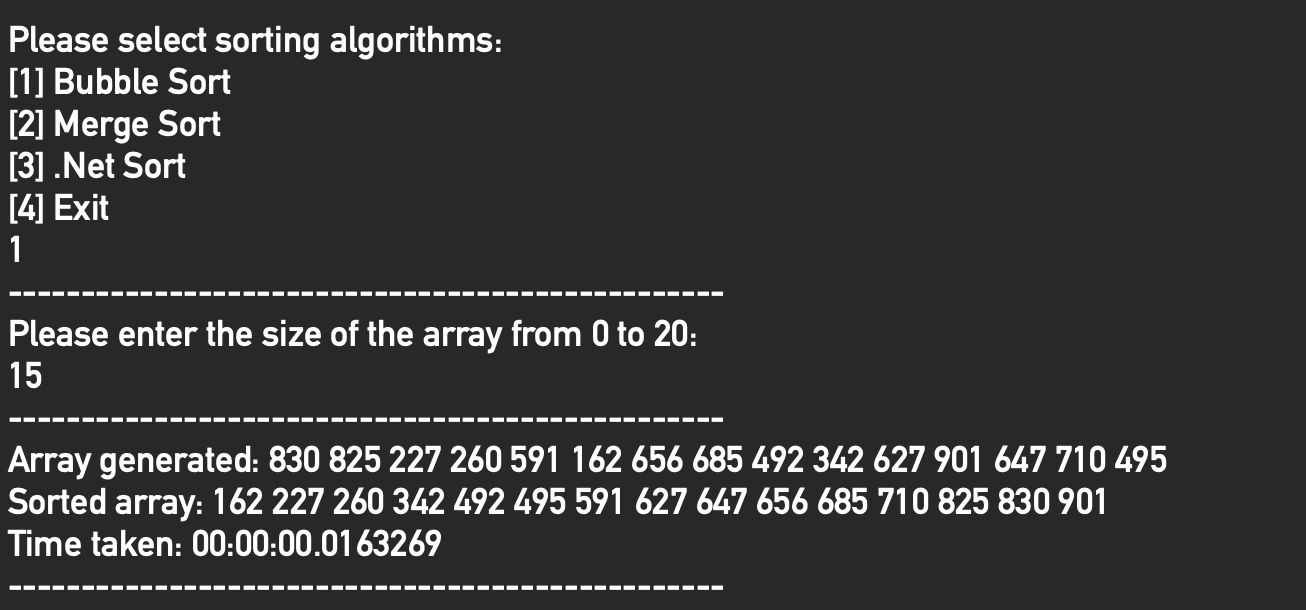 Please select sorting algorithms:
[1] Bubble Sort
[2] Merge Sort
[3] .Net Sort
[4] Exit
1
-------------------------------------------------
Please enter the size of the array from 0 to 20:
15
-------------------------------------------------
Array generated: 830 825 227 260 591 162 656 685 492 342 627 901 647 710 495
Sorted array: 162 227 260 342 492 495 591 627 647 656 685 710 825 830 901
Time taken: 00:00:00.0163269
-------------------------------------------------